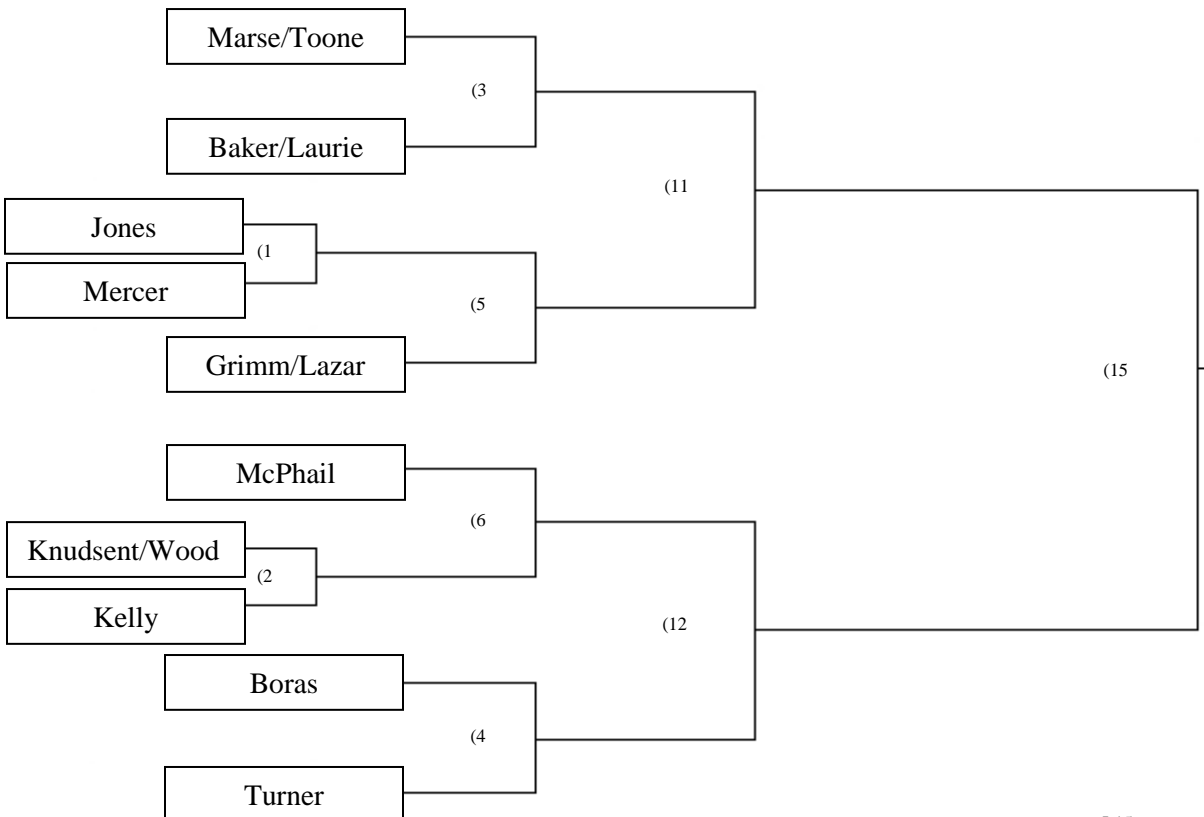 Marse/Toone
(3
Baker/Laurie
(11
Jones
(1
Mercer
(5
Grimm/Lazar
(15
McPhail
(6
Knudsent/Wood
(2
Kelly
(12
Boras
(4
Turner